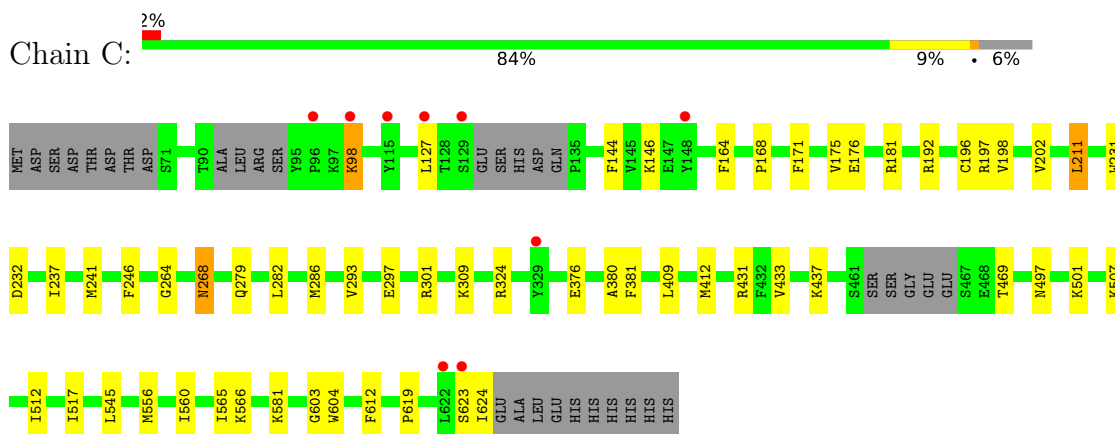 2%
Chain C:
84% 9% • 6%
MET ASP SER ASP THR ASP THR ASP S71 T90 ALA LEU ARG SER Y95 P96 K97 K98 Y115 L127 T128 S129 GLU SER HIS ASP GLN P135 F144 V145 K146 E147 Y148 F164 P168 F171 V175 E176 R181 R192 C196 R197 V198 V202 L211 W231
D232 I237 M241 F246 G264 N268 Q279 L282 M286 V293 E297 R301 K309 R324 Y329 E376 A380 F381 L409 M412 R431 F432 V433 K437 S461 SER SER GLY GLU GLU S467 E468 T469 N497 K501 K507
I512 I517 L545 M556 I560 I565 K566 K581 G603 W604 F612 P619 L622 S623 I624 GLU ALA LEU GLU HIS HIS HIS HIS HIS HIS